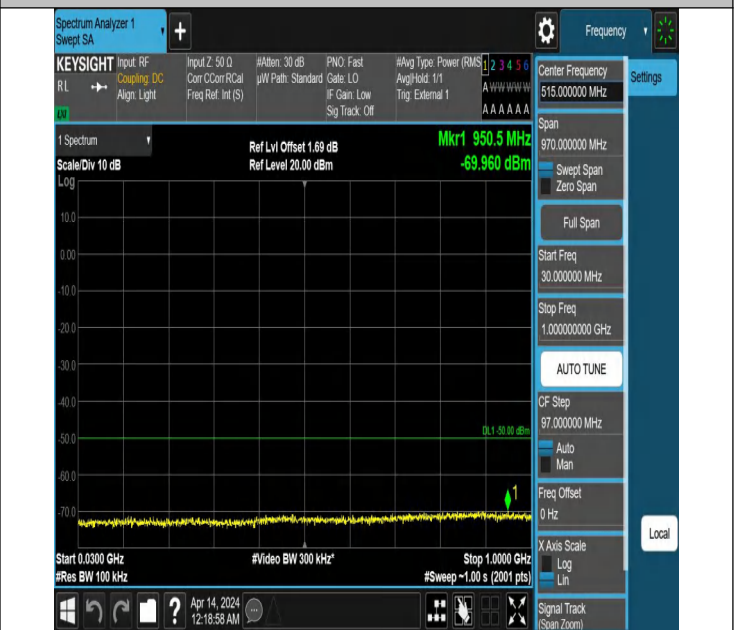 Spectrum Analyzer 1
Swept SA
+
Frequency
KEYSIGHT
RL
LXI
Input: RF
Coupling: DC
Align: Light
Input Z: 50 Ω
Corr CCorr RCal
Freq Ref: Int (S)
#Atten: 30 dB
µW Path: Standard
PNO: Fast
Gate: LO
IF Gain: Low
Sig Track: Off
#Avg Type: Power (RMS
Avg|Hold: 1/1
Trig: External 1
1 2 3 4 5 6
A W W W W W
A A A A A A
Center Frequency
515.000000 MHz
Settings
1 Spectrum
Scale/Div 10 dB
Log
Ref Lvl Offset 1.69 dB
Ref Level 20.00 dBm
Mkr1 950.5 MHz
-69.960 dBm
Span
970.000000 MHz
Swept Span
Zero Span
Full Span
Start Freq
30.000000 MHz
Stop Freq
1.000000000 GHz
AUTO TUNE
CF Step
97.000000 MHz
Auto
Man
Freq Offset
0 Hz
X Axis Scale
Log
Lin
Signal Track
(Span Zoom)
Local
10.0
0.00
-10.0
-20.0
-30.0
-40.0
DL1 -50.00 dBm
-50.0
-60.0
1
-70.0
Start 0.0300 GHz
#Res BW 100 kHz
#Video BW 300 kHz*
Stop 1.0000 GHz
#Sweep ~1.00 s (2001 pts)
?
Apr 14, 2024
12:18:58 AM